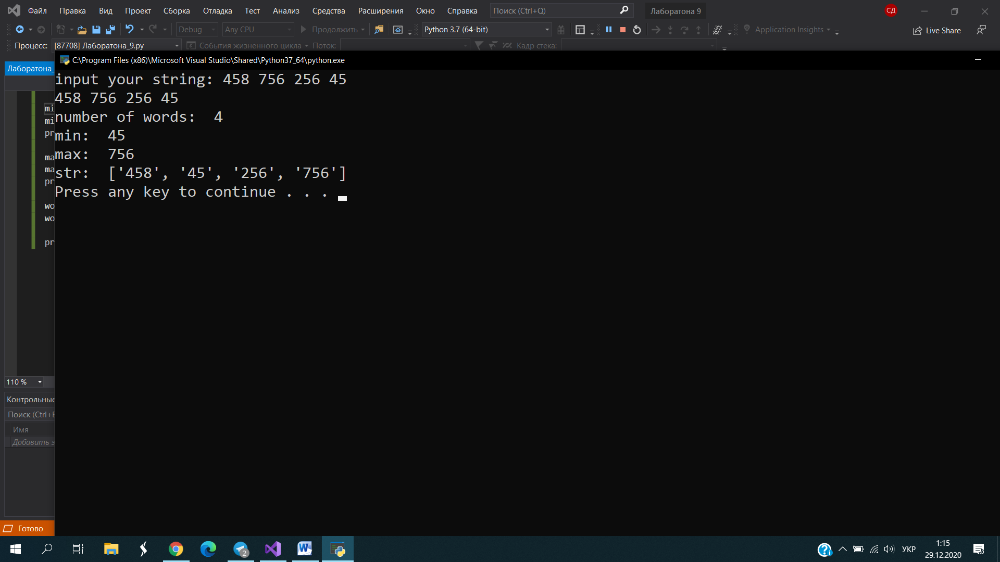 Файл Правка Вид Проект Сборка Отладка Тест Анализ Средства Расширения Окно Справка Поиск (Ctrl+Q) Лаборатона 9 СД
Debug Any CPU Продолжить Python 3.7 (64-bit) Application Insights Live Share
Процесс: [87708] Лаборатона_9.py События жизненного цикла Поток: Кадр стека:
C:\Program Files (x86)\Microsoft Visual Studio\Shared\Python37_64\python.exe
Лаборатона_
input your string: 458 756 256 45
458 756 256 45
mi
number of words:  4
mi
pr
min:  45
max:  756
ma
ma
str:  ['458', '45', '256', '756']
pr
Press any key to continue . . .
wo
wo
pr
110 %
Контрольные
Поиск (Ctrl+E
Имя
Добавить э
Готово
2 УКР 1:15
29.12.2020